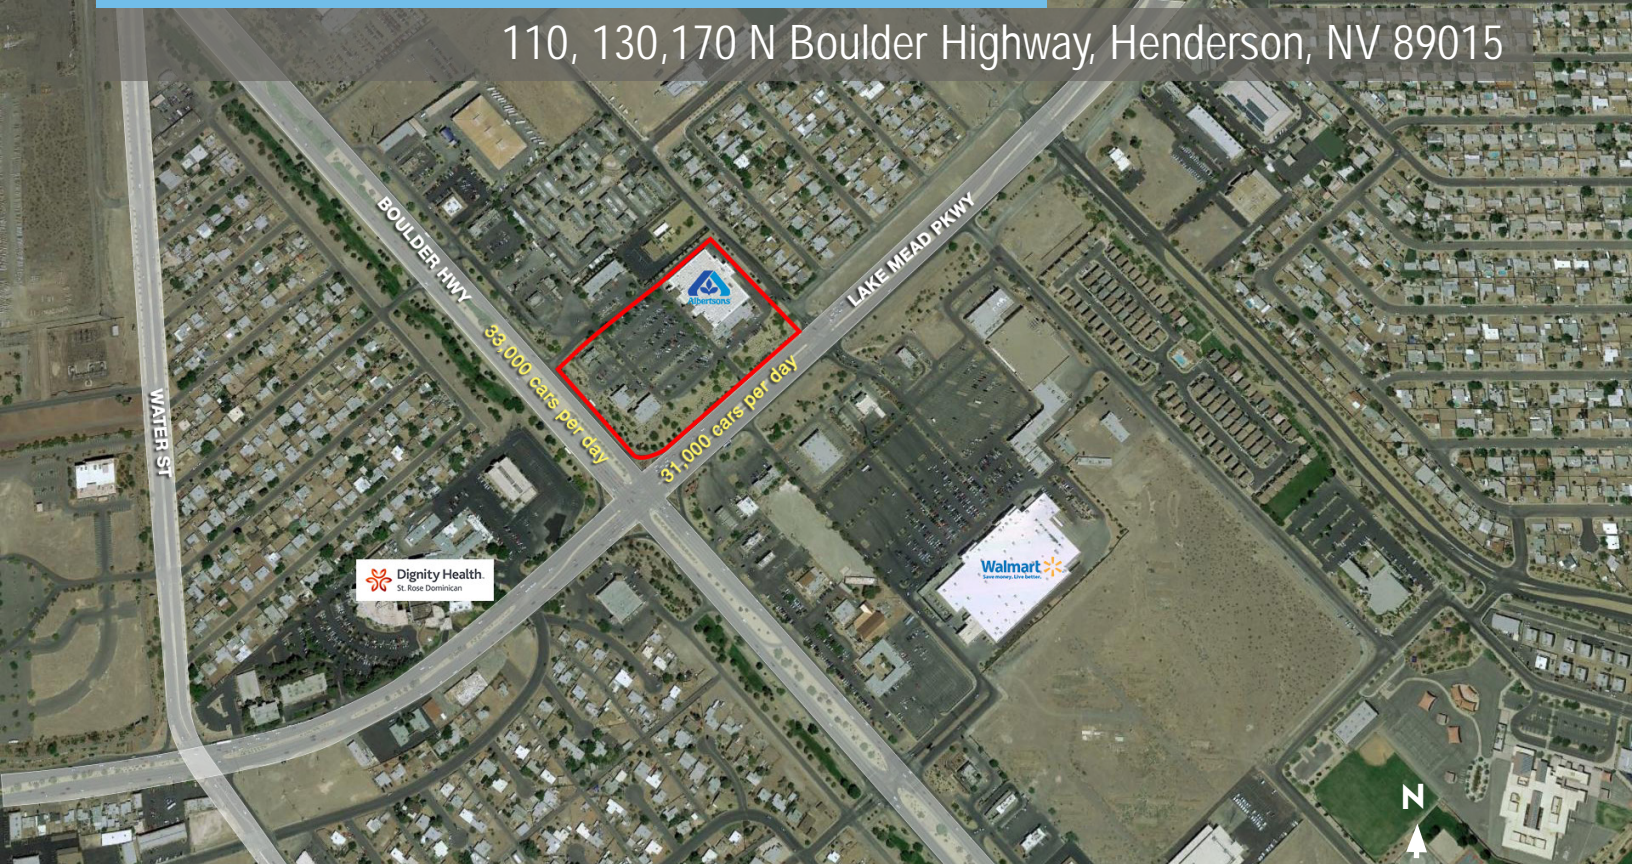 110, 130,170 N Boulder Highway, Henderson, NV 89015
BOULDER HWY
LAKE MEAD PKWY
Albertsons
33,000 cars per day
31,000 cars per day
WATER ST
Dignity Health.
St. Rose Dominican
Walmart
Save money. Live better.
N